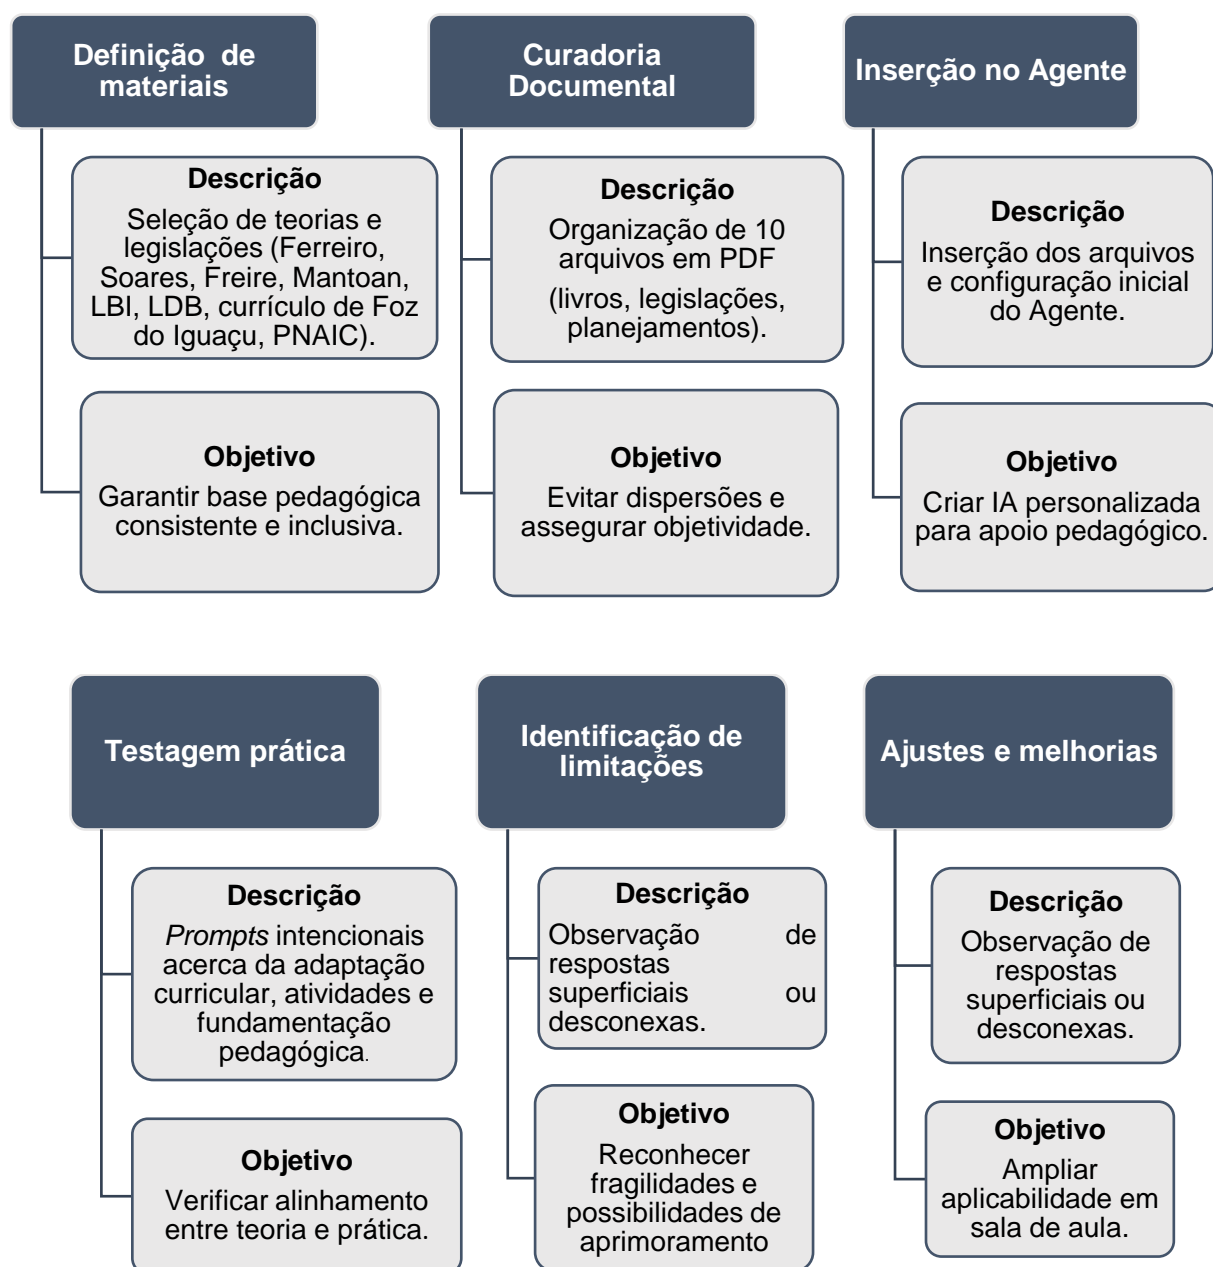 Definição de
materiais
Descrição
Seleção de teorias e
legislações (Ferreiro,
Soares, Freire, Mantoan,
LBI, LDB, currículo de Foz
do Iguaçu, PNAIC).
Objetivo
Garantir base pedagógica
consistente e inclusiva.
Curadoria
Documental
Descrição
Organização de 10
arquivos em PDF
(livros, legislações,
planejamentos).
Objetivo
Evitar dispersões e
assegurar objetividade.
Inserção no Agente
Descrição
Inserção dos arquivos
e configuração inicial
do Agente.
Objetivo
Criar IA personalizada
para apoio pedagógico.
Testagem prática
Descrição
Prompts intencionais
acerca da adaptação
curricular, atividades e
fundamentação
pedagógica.
Objetivo
Verificar alinhamento
entre teoria e prática.
Identificação de
limitações
Descrição
Observação de
respostas
superficiais ou
desconexas.
Objetivo
Reconhecer
fragilidades e
possibilidades de
aprimoramento
Ajustes e melhorias
Descrição
Observação de
respostas
superficiais ou
desconexas.
Objetivo
Ampliar
aplicabilidade em
sala de aula.